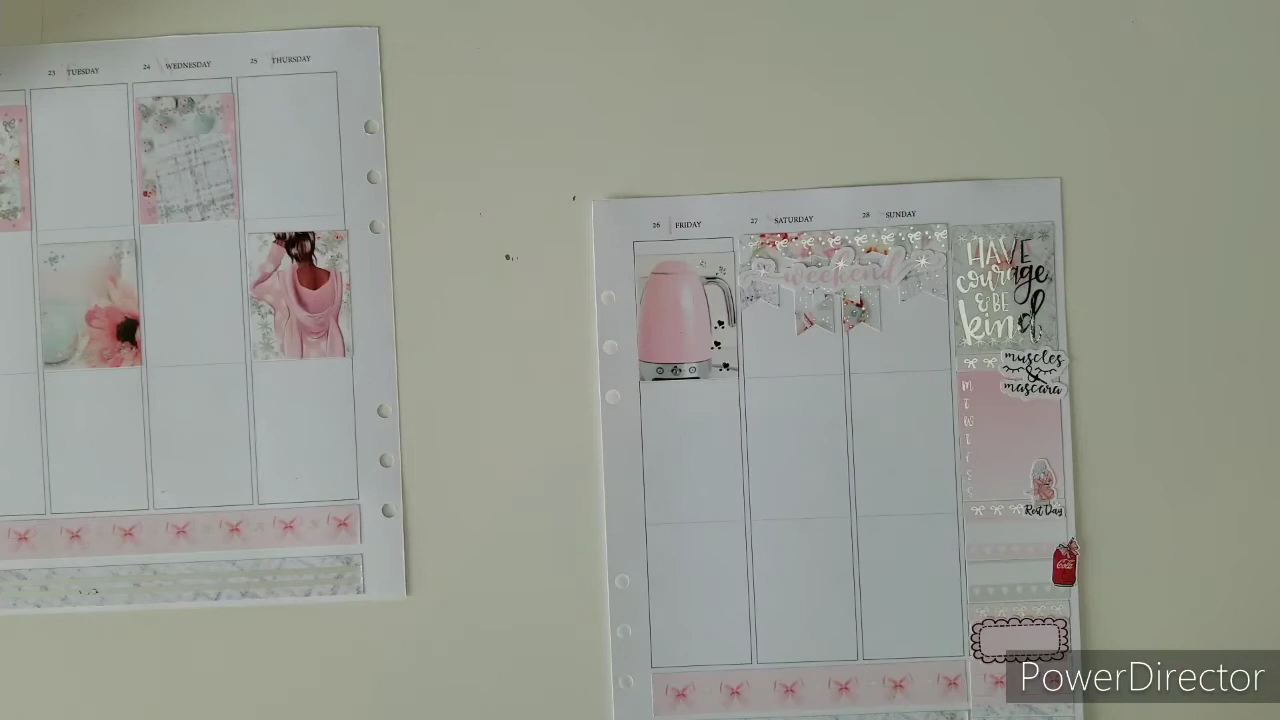 23 TUESDAY
24 WEDNESDAY
25 THURSDAY
26 FRIDAY
27 SATURDAY
28 SUNDAY
weekend
HAVE
courage
& BE
kind
muscles
&
mascara
M
T
W
T
F
S
S
Rest Day
Coke
PowerDirector